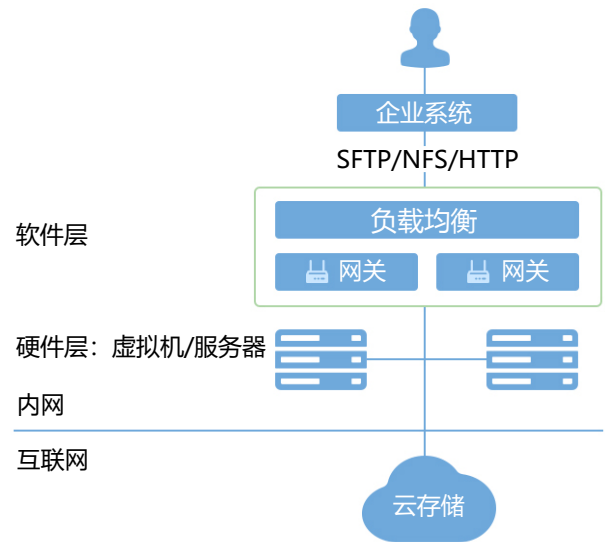 企业系统
SFTP/NFS/HTTP
软件层
负载均衡
网关
网关
硬件层：虚拟机/服务器
内网
互联网
云存储